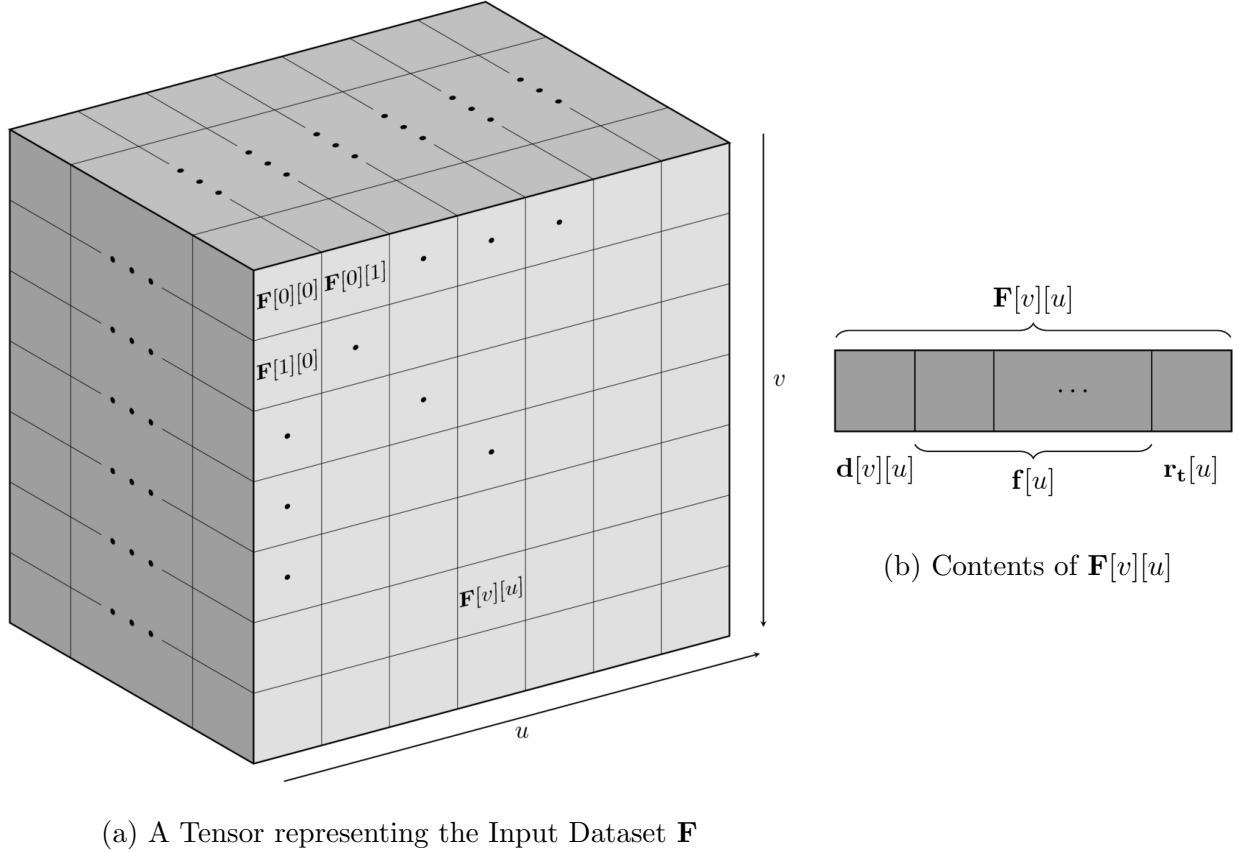 F[0][0] F[0][1]
F[1][0]
F[v][u]
v
u
(a) A Tensor representing the Input Dataset F
F[v][u]
. . .
d[v][u] f[u] r_t[u]
(b) Contents of F[v][u]